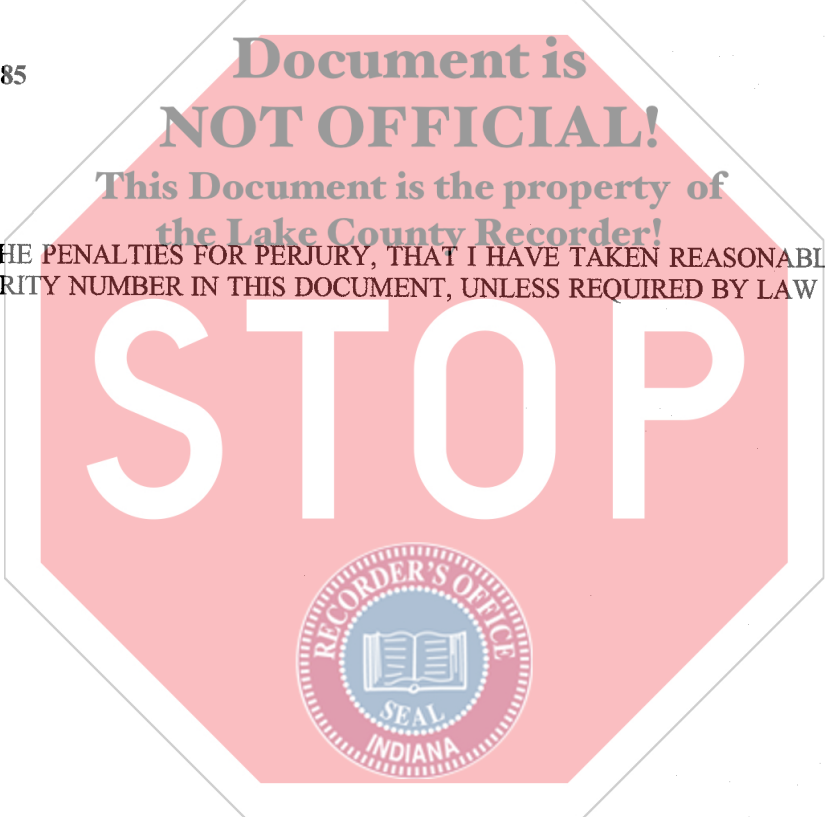 85
Document is
NOT OFFICIAL!
This Document is the property of
the Lake County Recorder!
HE PENALTIES FOR PERJURY, THAT I HAVE TAKEN REASONABL
RITY NUMBER IN THIS DOCUMENT, UNLESS REQUIRED BY LAW
STOP
RECORDER'S OFFICE
SEAL
INDIANA